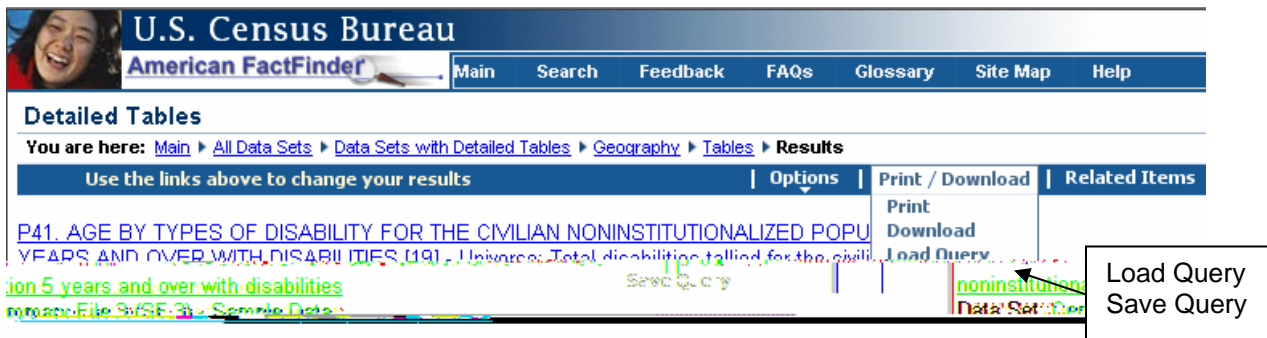 U.S. Census Bureau
American FactFinder
Main Search Feedback FAQs Glossary Site Map Help
Detailed Tables
You are here: Main All Data Sets Data Sets with Detailed Tables Geography Tables Results
Use the links above to change your results | Options | Print / Download | Related Items
Print
P41. AGE BY TYPES OF DISABILITY FOR THE CIVILIAN NONINSTITUTIONALIZED POPU
Download
YEARS AND OVER WITH DISABILITIES [19] - Universe: Total disabilities tallied for the civili
Load Query
Load Query
Save Query
tion 5 years and over with disabilities
Save Query
noninstitutiona
mmary File 3 (SF 3) - Sample Data
Data Set: Cen